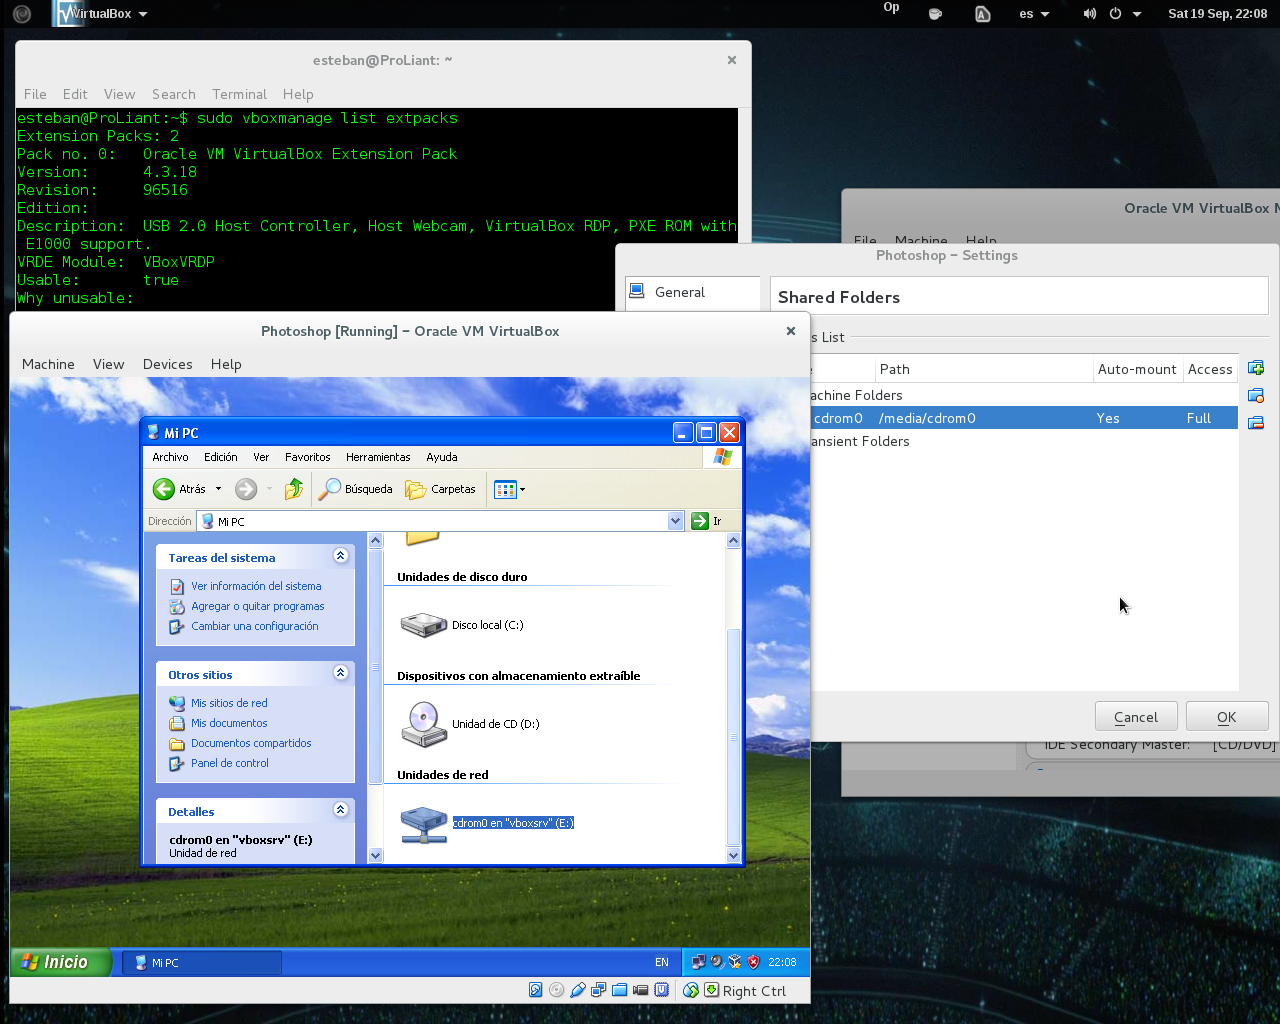 VirtualBox
Op
es
Sat 19 Sep, 22:08
esteban@ProLiant: ~
File Edit View Search Terminal Help
esteban@ProLiant:~$ sudo vboxmanage list extpacks
Extension Packs: 2
Pack no. 0: Oracle VM VirtualBox Extension Pack
Version: 4.3.18
Revision: 96516
Edition:
Description: USB 2.0 Host Controller, Host Webcam, VirtualBox RDP, PXE ROM with
E1000 support.
VRDE Module: VBoxVRDP
Usable: true
Why unusable:
Oracle VM VirtualBox M
File Machine Help
Photoshop - Settings
General
Shared Folders
s List
Path Auto-mount Access
achine Folders
cdrom0 /media/cdrom0 Yes Full
ansient Folders
Cancel OK
IDE Secondary Master: [CD/DVD]
Photoshop [Running] - Oracle VM VirtualBox
Machine View Devices Help
Mi PC
Archivo Edición Ver Favoritos Herramientas Ayuda
Atrás Búsqueda Carpetas
Dirección Mi PC Ir
Tareas del sistema
Ver información del sistema
Agregar o quitar programas
Cambiar una configuración
Otros sitios
Mis sitios de red
Mis documentos
Documentos compartidos
Panel de control
Detalles
cdrom0 en "vboxsrv" (E:)
Unidad de red
Unidades de disco duro
Disco local (C:)
Dispositivos con almacenamiento extraíble
Unidad de CD (D:)
Unidades de red
cdrom0 en "vboxsrv" (E:)
Inicio
Mi PC
EN
22:08
Right Ctrl